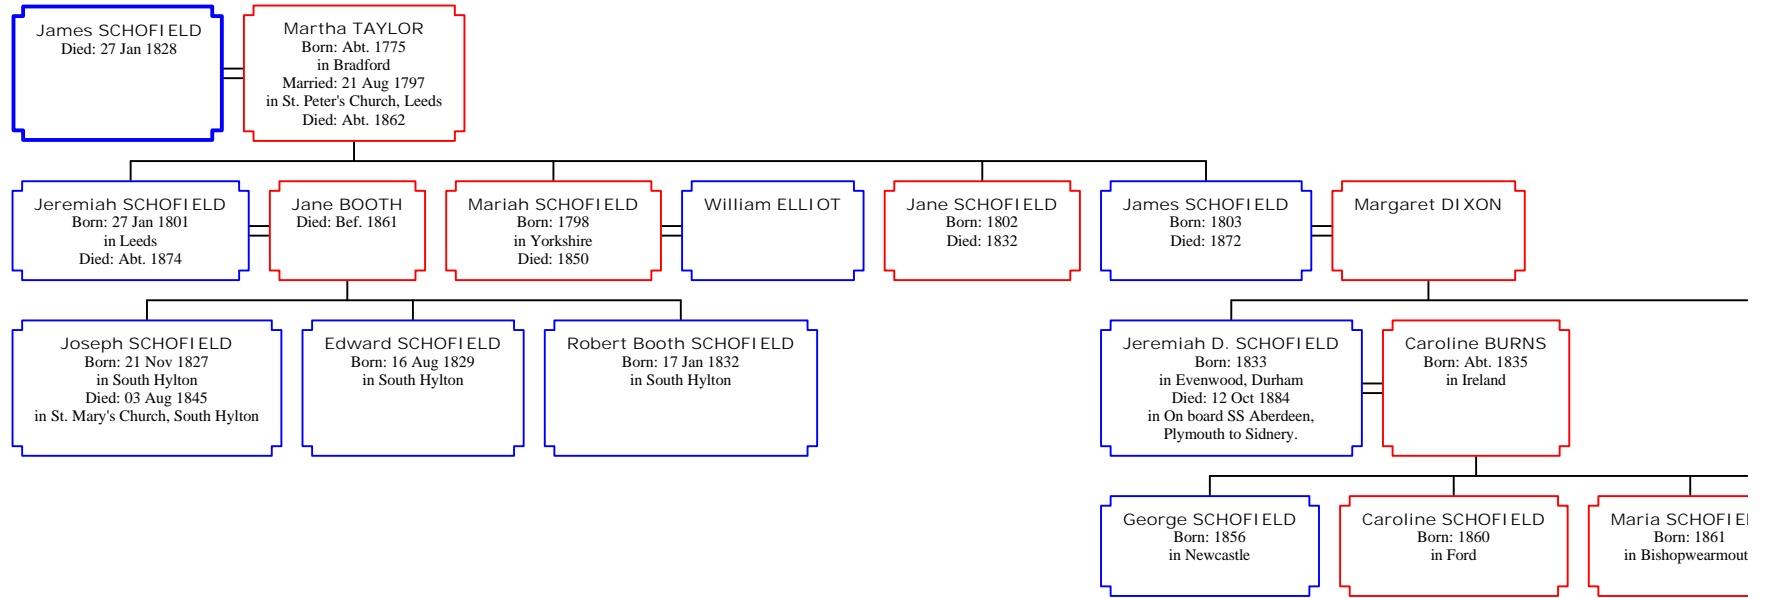 James SCHOFIELD
Died: 27 Jan 1828
Martha TAYLOR
Born: Abt. 1775
in Bradford
Married: 21 Aug 1797
in St. Peter's Church, Leeds
Died: Abt. 1862
Jeremiah SCHOFIELD
Born: 27 Jan 1801
in Leeds
Died: Abt. 1874
Jane BOOTH
Died: Bef. 1861
Mariah SCHOFIELD
Born: 1798
in Yorkshire
Died: 1850
William ELLIOT
Jane SCHOFIELD
Born: 1802
Died: 1832
James SCHOFIELD
Born: 1803
Died: 1872
Margaret DIXON
Joseph SCHOFIELD
Born: 21 Nov 1827
in South Hylton
Died: 03 Aug 1845
in St. Mary's Church, South Hylton
Edward SCHOFIELD
Born: 16 Aug 1829
in South Hylton
Robert Booth SCHOFIELD
Born: 17 Jan 1832
in South Hylton
Jeremiah D. SCHOFIELD
Born: 1833
in Evenwood, Durham
Died: 12 Oct 1884
in On board SS Aberdeen,
Plymouth to Sidnery.
Caroline BURNS
Born: Abt. 1835
in Ireland
George SCHOFIELD
Born: 1856
in Newcastle
Caroline SCHOFIELD
Born: 1860
in Ford
Maria SCHOFIE
Born: 1861
in Bishopwearmout